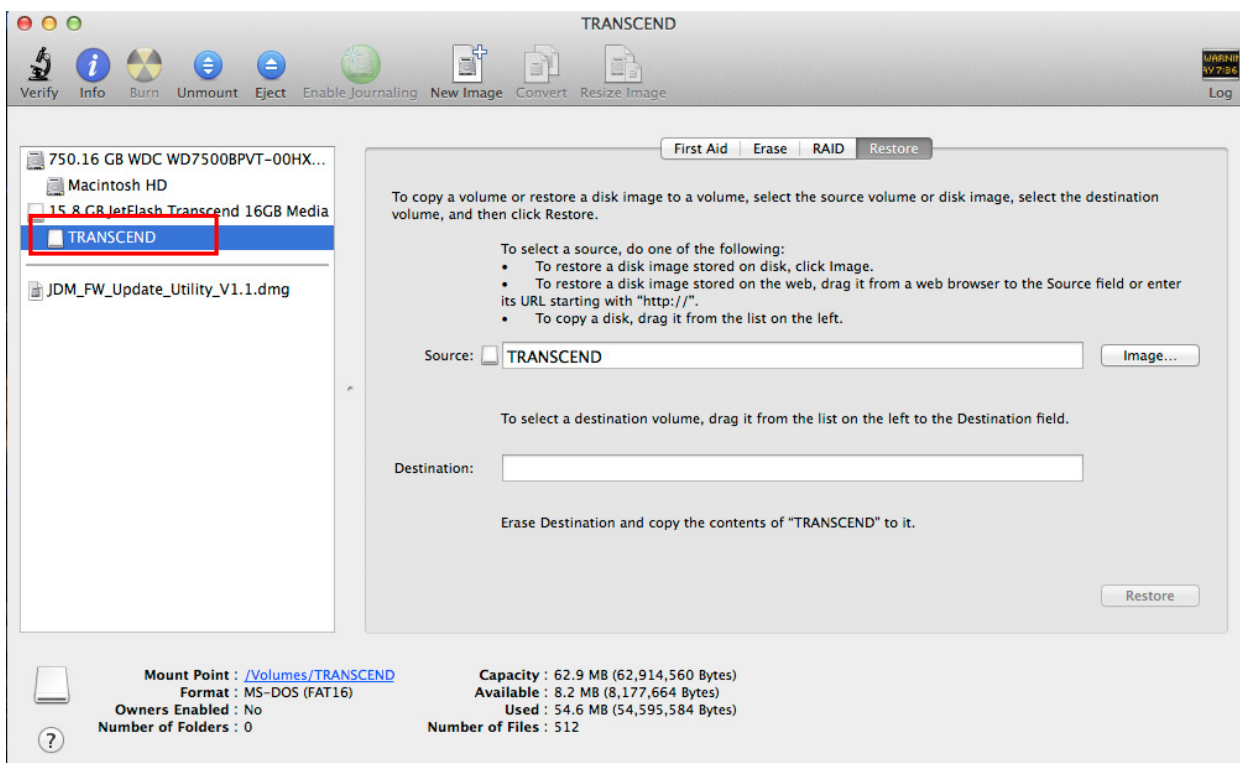 TRANSCEND
Verify Info Burn Unmount Eject Enable Journaling New Image Convert Resize Image Log
WARNIN
AY 7:86
750.16 GB WDC WD7500BPVT-00HX...
Macintosh HD
15.8 GB JetFlash Transcend 16GB Media
TRANSCEND
JDM_FW_Update_Utility_V1.1.dmg
First Aid Erase RAID Restore
To copy a volume or restore a disk image to a volume, select the source volume or disk image, select the destination
volume, and then click Restore.
To select a source, do one of the following:
• To restore a disk image stored on disk, click Image.
• To restore a disk image stored on the web, drag it from a web browser to the Source field or enter
its URL starting with “http://”.
• To copy a disk, drag it from the list on the left.
Source: TRANSCEND Image...
To select a destination volume, drag it from the list on the left to the Destination field.
Destination:
Erase Destination and copy the contents of “TRANSCEND” to it.
Restore
Mount Point : /Volumes/TRANSCEND Capacity : 62.9 MB (62,914,560 Bytes)
Format : MS-DOS (FAT16) Available : 8.2 MB (8,177,664 Bytes)
Owners Enabled : No Used : 54.6 MB (54,595,584 Bytes)
Number of Folders : 0 Number of Files : 512
?